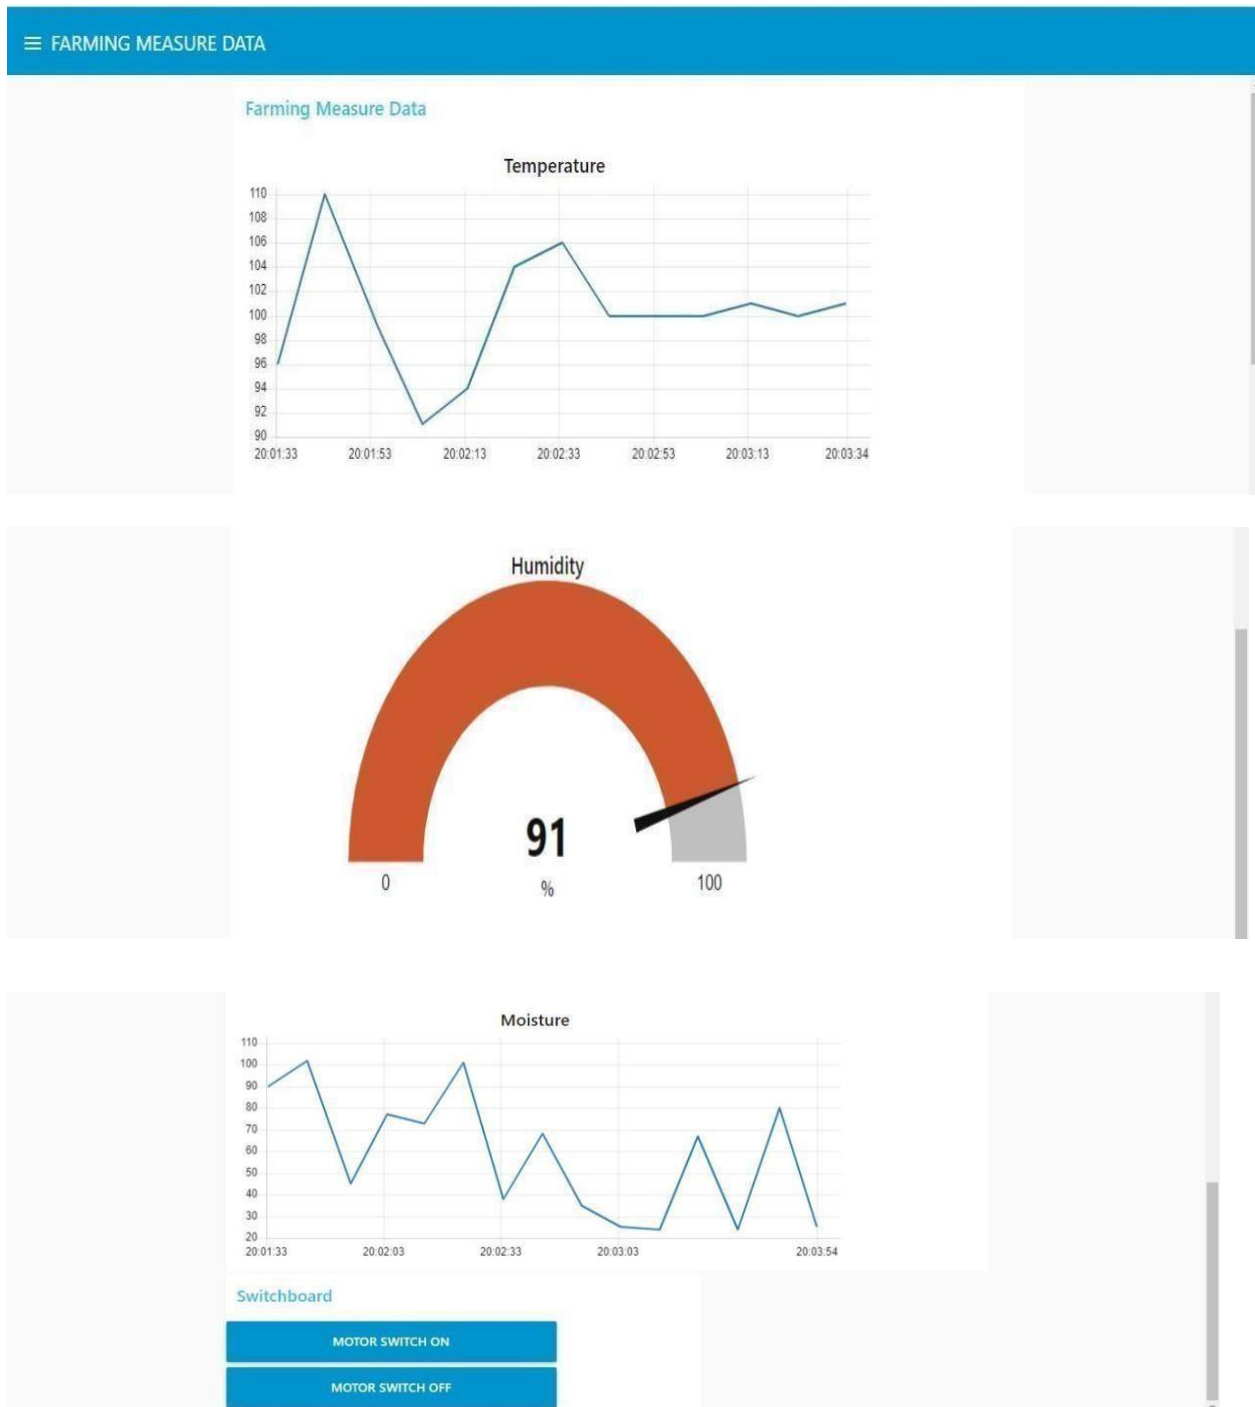 ☰ FARMING MEASURE DATA
Farming Measure Data
Temperature
110
108
106
104
102
100
98
96
94
92
90
20:01:33 20:01:53 20:02:13 20:02:33 20:02:53 20:03:13 20:03:34
Humidity
91
0 % 100
Moisture
110
100
90
80
70
60
50
40
30
20
20:01:33 20:02:03 20:02:33 20:03:03 20:03:54
Switchboard
MOTOR SWITCH ON
MOTOR SWITCH OFF